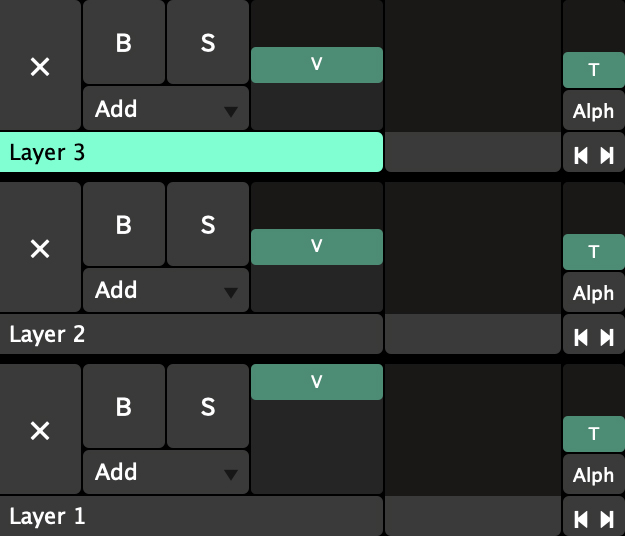 × B S V T
Add Alph
Layer 3
× B S V T
Add Alph
Layer 2
V
× B S T
Add Alph
Layer 1